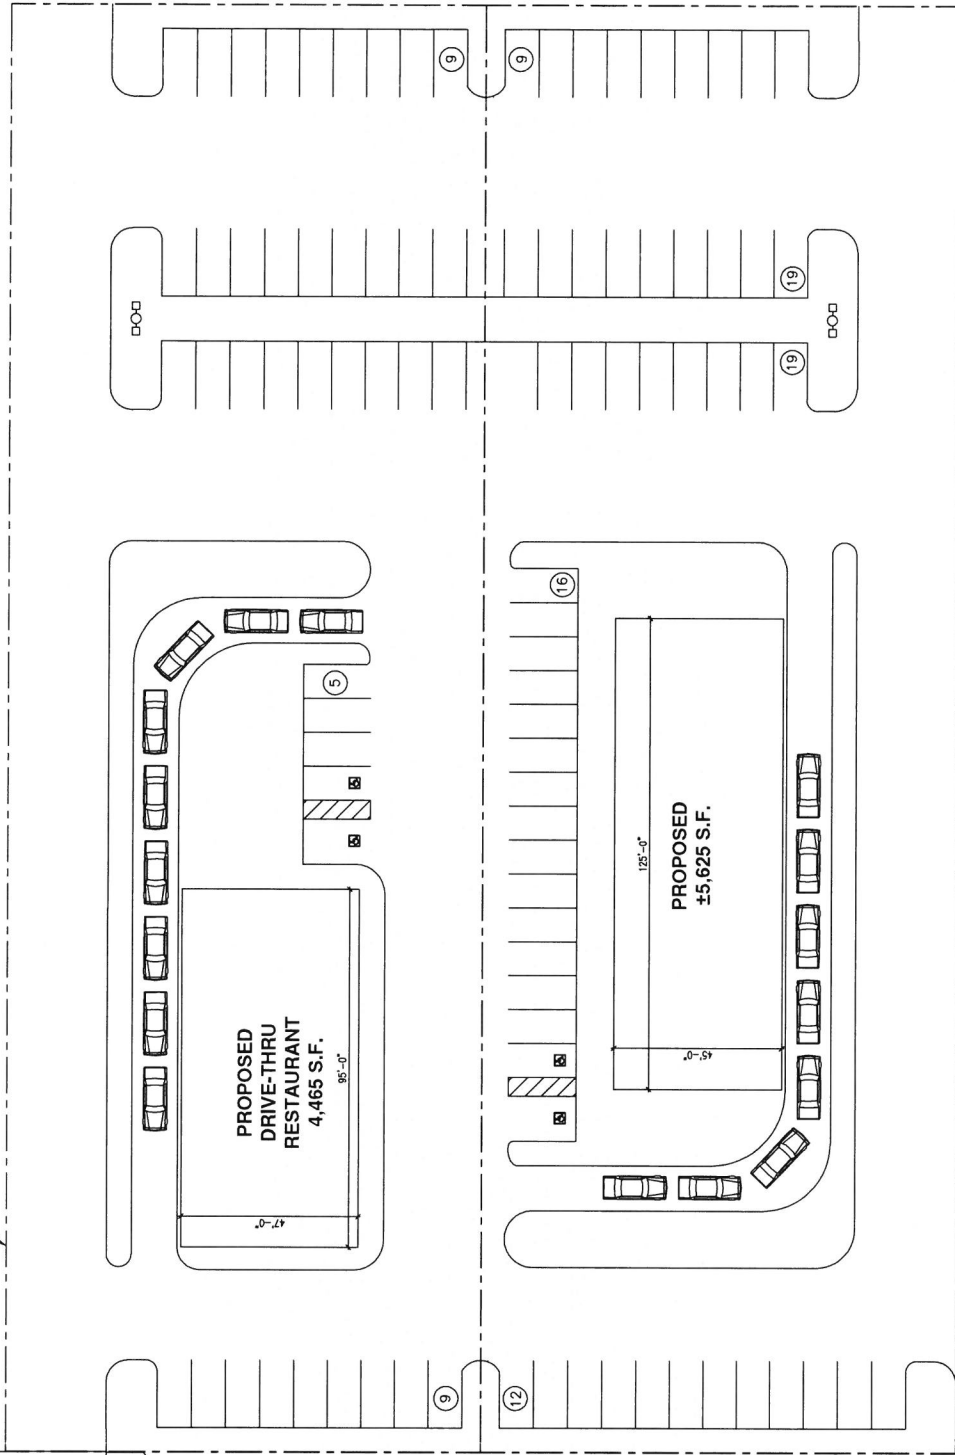 9
9
19
19
5
16
PROPOSED
DRIVE-THRU
RESTAURANT
4,465 S.F.
95'-0"
47'-0"
PROPOSED
±5,625 S.F.
125'-0"
45'-0"
9
12